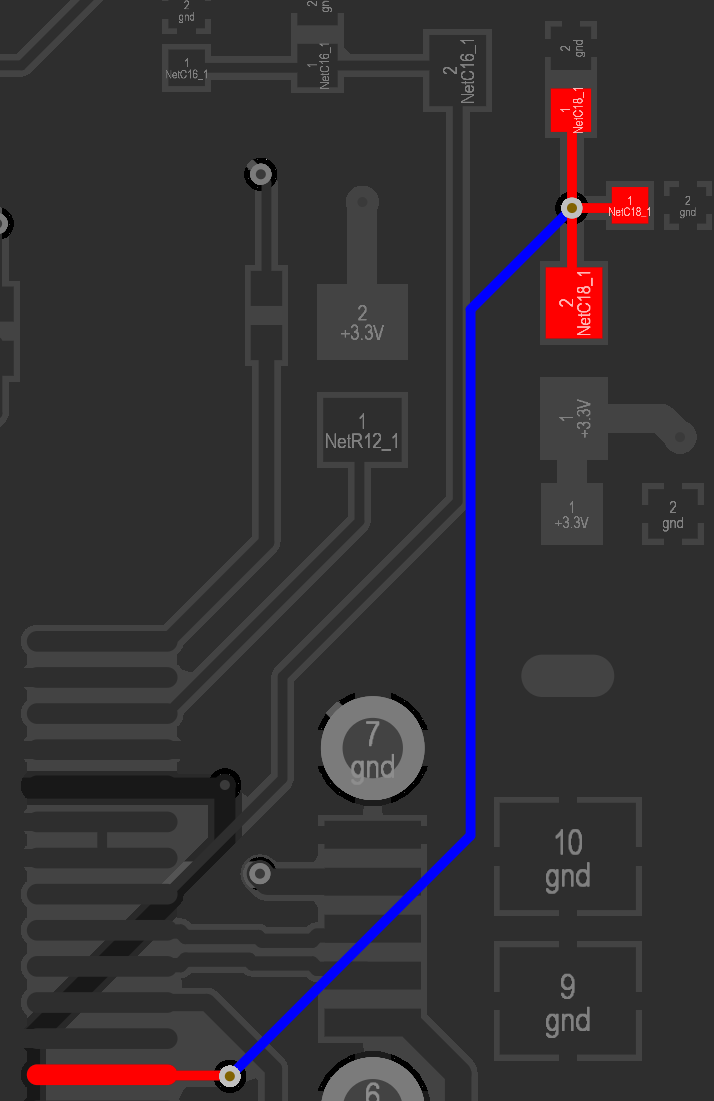 2
gnd
2
gnd
1
NetC16_1
1
NetC16_1
2
NetC16_1
2
gnd
1
NetC18_1
1
NetC18_1
2
gnd
2
NetC18_1
2
+3.3V
1
NetR12_1
1
+3.3V
1
+3.3V
2
gnd
7
gnd
10
gnd
9
gnd
6